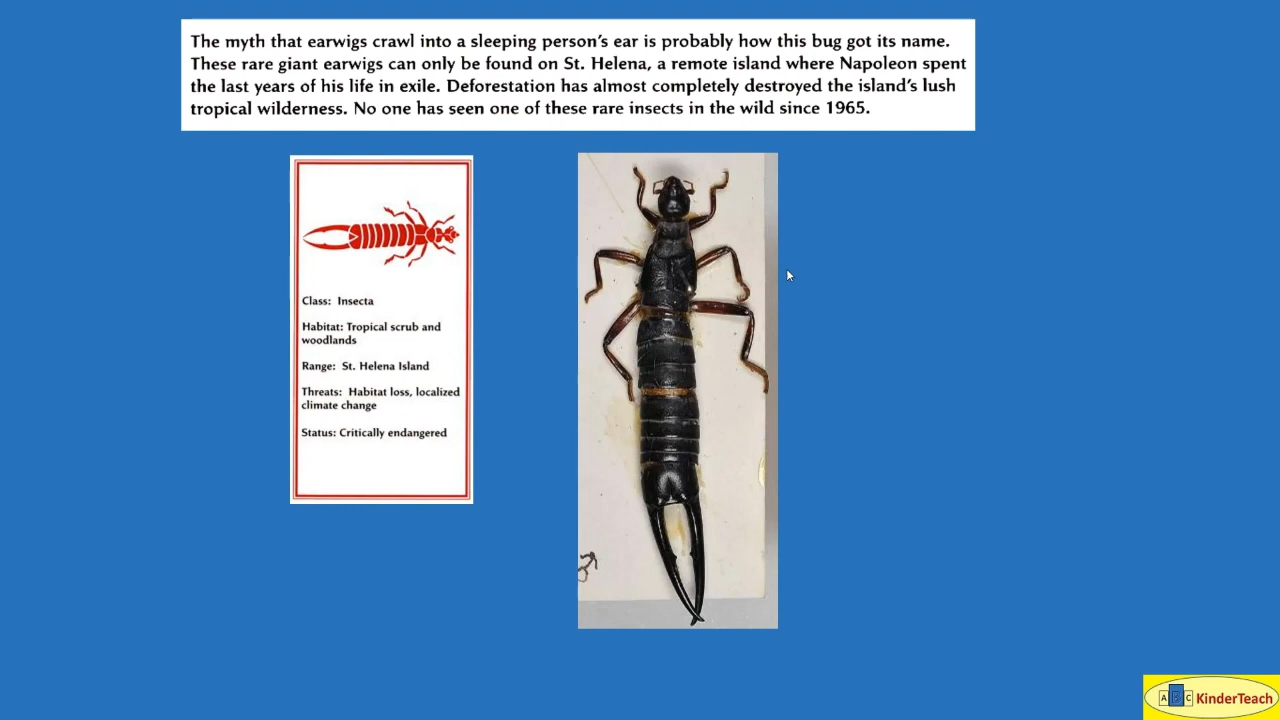 The myth that earwigs crawl into a sleeping person's ear is probably how this bug got its name.
These rare giant earwigs can only be found on St. Helena, a remote island where Napoleon spent
the last years of his life in exile. Deforestation has almost completely destroyed the island's lush
tropical wilderness. No one has seen one of these rare insects in the wild since 1965.
Class: Insecta
Habitat: Tropical scrub and
woodlands
Range: St. Helena Island
Threats: Habitat loss, localized
climate change
Status: Critically endangered
♂
A B C KinderTeach